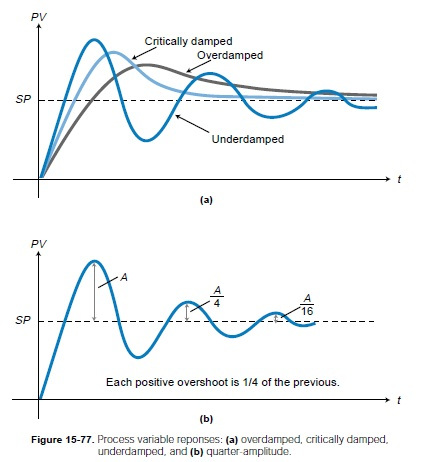 PV
Critically damped
Overdamped
SP
Underdamped
t
(a)
PV
A
A
4
A
16
SP
Each positive overshoot is 1/4 of the previous.
t
(b)
Figure 15-77. Process variable reponses: (a) overdamped, critically damped,
underdamped, and (b) quarter-amplitude.